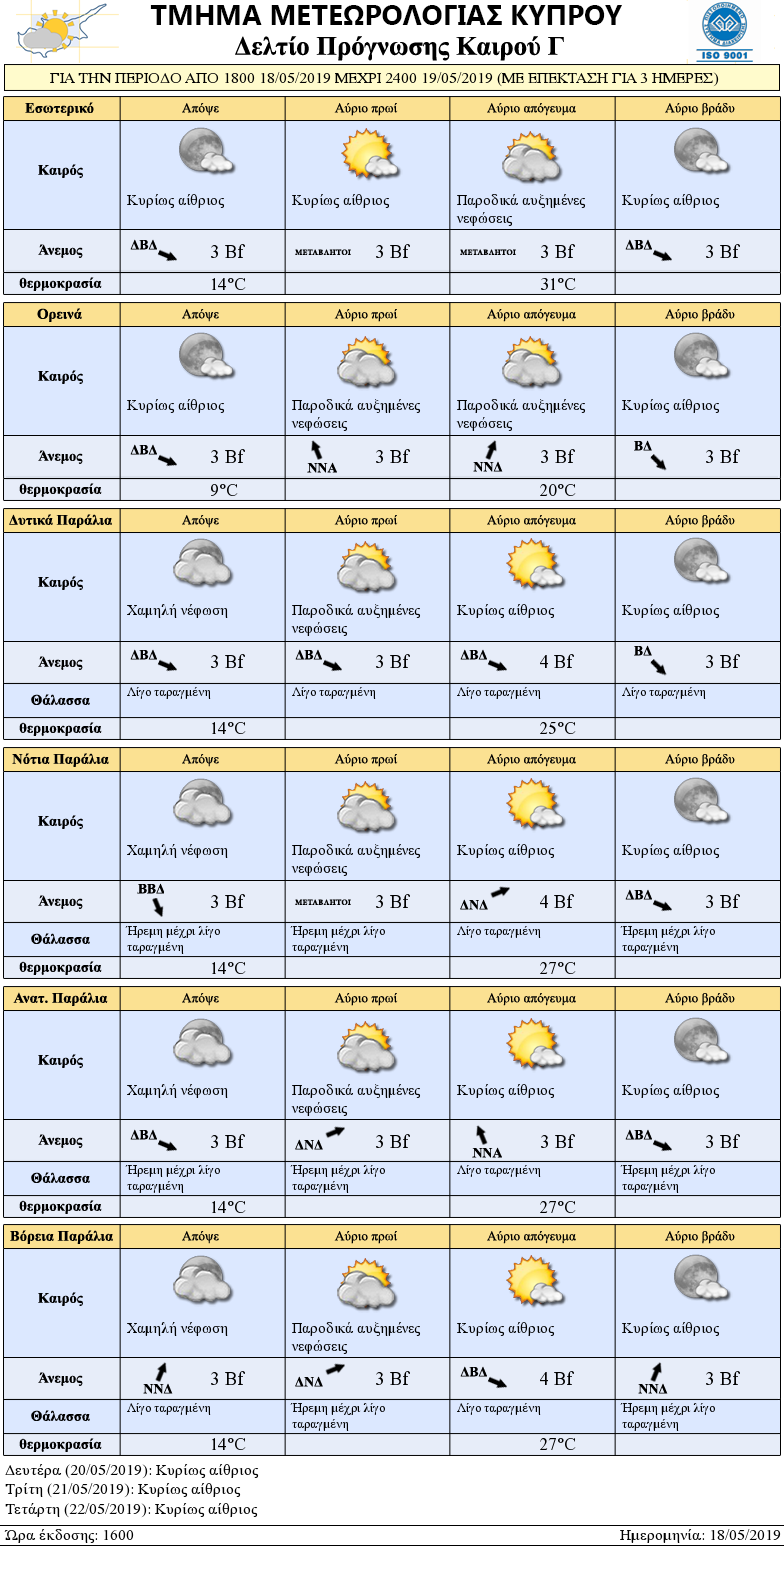 ΤΜΗΜΑ ΜΕΤΕΩΡΟΛΟΓΙΑΣ ΚΥΠΡΟΥ
Δελτίο Πρόγνωσης Καιρού Γ
ISO 9001
ΓΙΑ ΤΗΝ ΠΕΡΙΟΔΟ ΑΠΟ 1800 18/05/2019 ΜΕΧΡΙ 2400 19/05/2019 (ΜΕ ΕΠΕΚΤΑΣΗ ΓΙΑ 3 ΗΜΕΡΕΣ)
Εσωτερικό Απόψε Αύριο πρωί Αύριο απόγευμα Αύριο βράδυ
Καιρός
Κυρίως αίθριος Κυρίως αίθριος Παροδικά αυξημένες Κυρίως αίθριος
νεφώσεις
Άνεμος ΔΒΔ 3 Bf ΜΕΤΑΒΛΗΤΟΙ 3 Bf ΜΕΤΑΒΛΗΤΟΙ 3 Bf ΔΒΔ 3 Bf
θερμοκρασία 14°C 31°C
Ορεινά Απόψε Αύριο πρωί Αύριο απόγευμα Αύριο βράδυ
Καιρός
Κυρίως αίθριος Παροδικά αυξημένες Παροδικά αυξημένες Κυρίως αίθριος
νεφώσεις νεφώσεις
Άνεμος ΔΒΔ 3 Bf ΝΝΑ 3 Bf ΝΝΔ 3 Bf ΒΔ 3 Bf
θερμοκρασία 9°C 20°C
Δυτικά Παράλια Απόψε Αύριο πρωί Αύριο απόγευμα Αύριο βράδυ
Καιρός
Χαμηλή νέφωση Παροδικά αυξημένες Κυρίως αίθριος Κυρίως αίθριος
νεφώσεις
Άνεμος ΔΒΔ 3 Bf ΔΒΔ 3 Bf ΔΒΔ 4 Bf ΒΔ 3 Bf
Θάλασσα Λίγο ταραγμένη Λίγο ταραγμένη Λίγο ταραγμένη Λίγο ταραγμένη
θερμοκρασία 14°C 25°C
Νότια Παράλια Απόψε Αύριο πρωί Αύριο απόγευμα Αύριο βράδυ
Καιρός
Χαμηλή νέφωση Παροδικά αυξημένες Κυρίως αίθριος Κυρίως αίθριος
νεφώσεις
Άνεμος ΒΒΔ 3 Bf ΜΕΤΑΒΛΗΤΟΙ 3 Bf ΔΝΔ 4 Bf ΔΒΔ 3 Bf
Θάλασσα Ήρεμη μέχρι λίγο Ήρεμη μέχρι λίγο Λίγο ταραγμένη Ήρεμη μέχρι λίγο
ταραγμένη ταραγμένη ταραγμένη
θερμοκρασία 14°C 27°C
Ανατ. Παράλια Απόψε Αύριο πρωί Αύριο απόγευμα Αύριο βράδυ
Καιρός
Χαμηλή νέφωση Παροδικά αυξημένες Κυρίως αίθριος Κυρίως αίθριος
νεφώσεις
Άνεμος ΔΒΔ 3 Bf ΔΝΔ 3 Bf ΝΝΑ 3 Bf ΔΒΔ 3 Bf
Θάλασσα Ήρεμη μέχρι λίγο Ήρεμη μέχρι λίγο Λίγο ταραγμένη Ήρεμη μέχρι λίγο
ταραγμένη ταραγμένη ταραγμένη
θερμοκρασία 14°C 27°C
Βόρεια Παράλια Απόψε Αύριο πρωί Αύριο απόγευμα Αύριο βράδυ
Καιρός
Χαμηλή νέφωση Παροδικά αυξημένες Κυρίως αίθριος Κυρίως αίθριος
νεφώσεις
Άνεμος ΝΝΔ 3 Bf ΔΝΔ 3 Bf ΔΒΔ 4 Bf ΝΝΔ 3 Bf
Θάλασσα Λίγο ταραγμένη Ήρεμη μέχρι λίγο Λίγο ταραγμένη Ήρεμη μέχρι λίγο
ταραγμένη ταραγμένη
θερμοκρασία 14°C 27°C
Δευτέρα (20/05/2019): Κυρίως αίθριος
Τρίτη (21/05/2019): Κυρίως αίθριος
Τετάρτη (22/05/2019): Κυρίως αίθριος
Ώρα έκδοσης: 1600 Ημερομηνία: 18/05/2019